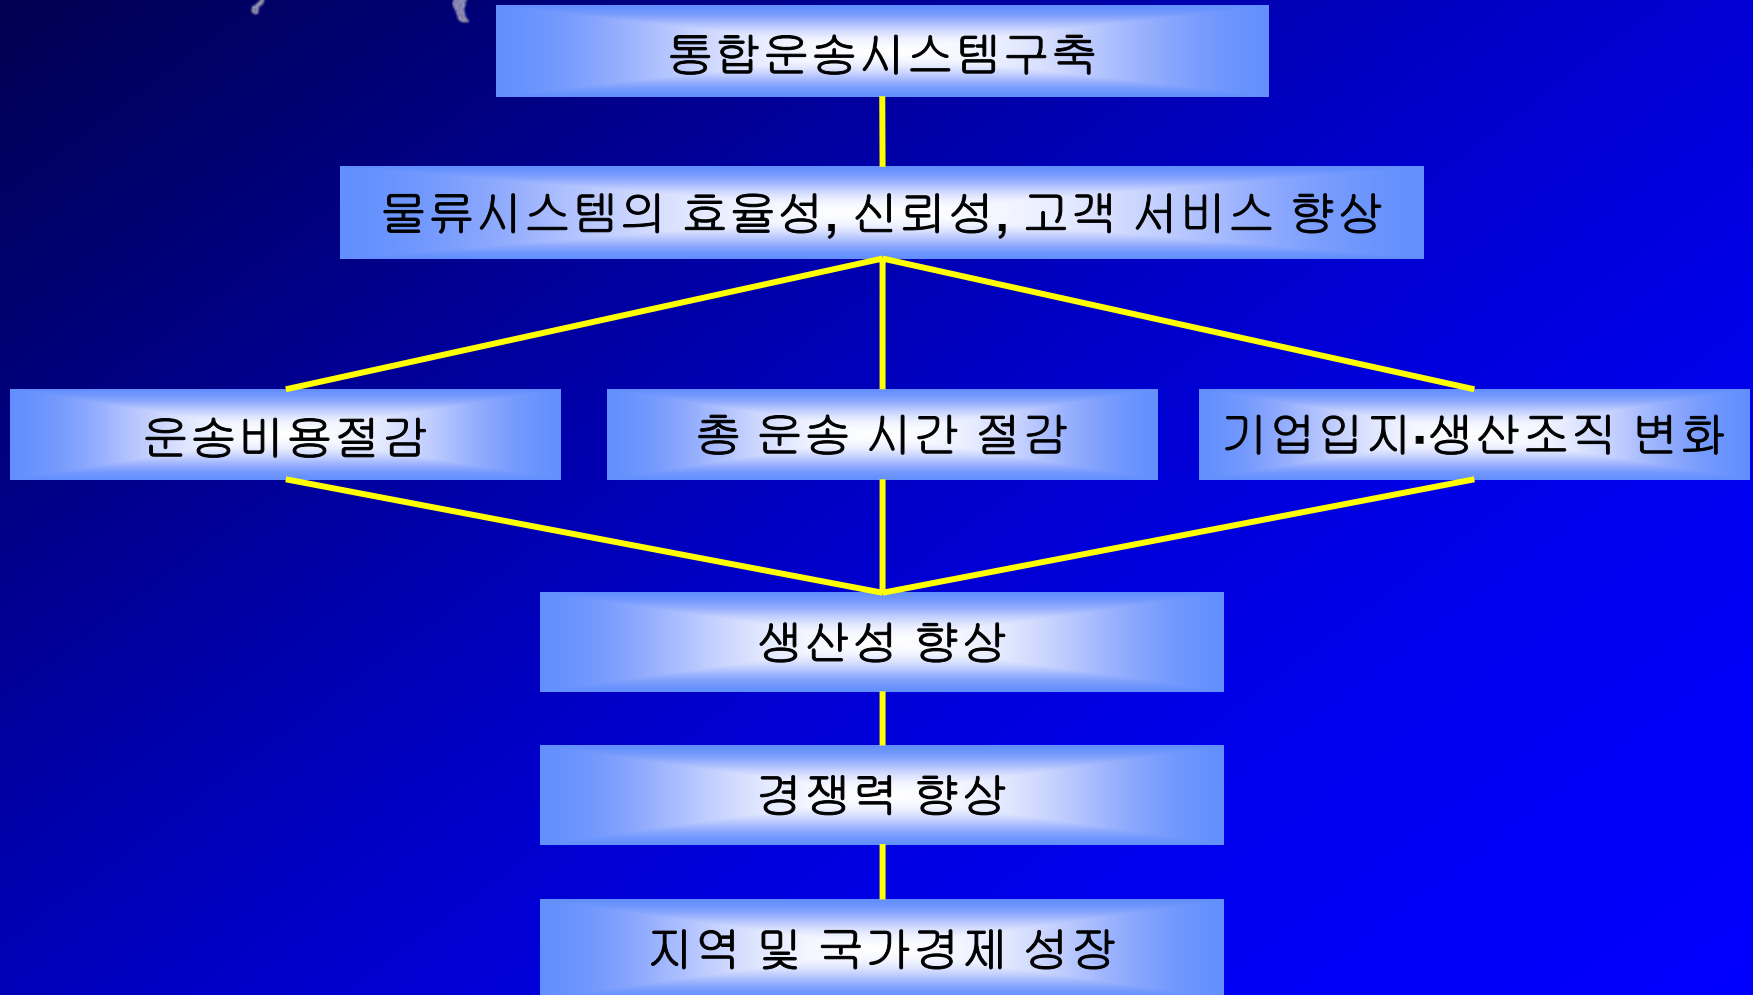 통합운송시스템구축
물류시스템의 효율성, 신뢰성, 고객 서비스 향상
운송비용절감
총 운송 시간 절감
기업입지·생산조직 변화
생산성 향상
경쟁력 향상
지역 및 국가경제 성장